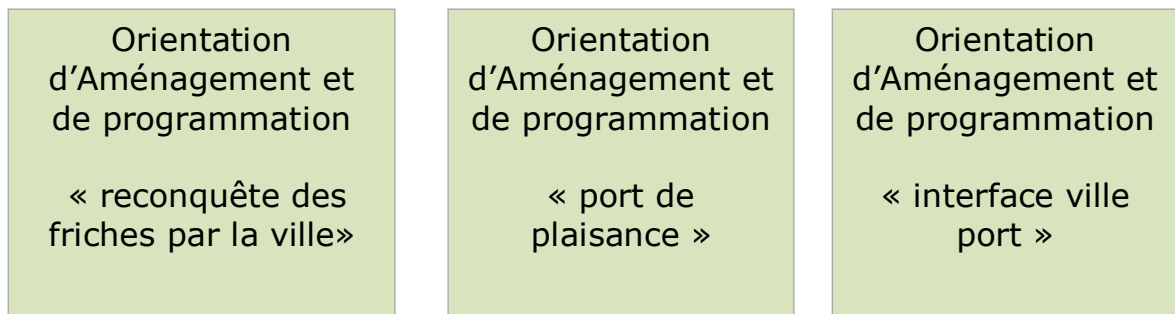 Orientation
d’Aménagement et
de programmation
« reconquête des
friches par la ville»
Orientation
d’Aménagement et
de programmation
« port de
plaisance »
Orientation
d’Aménagement et
de programmation
« interface ville
port »